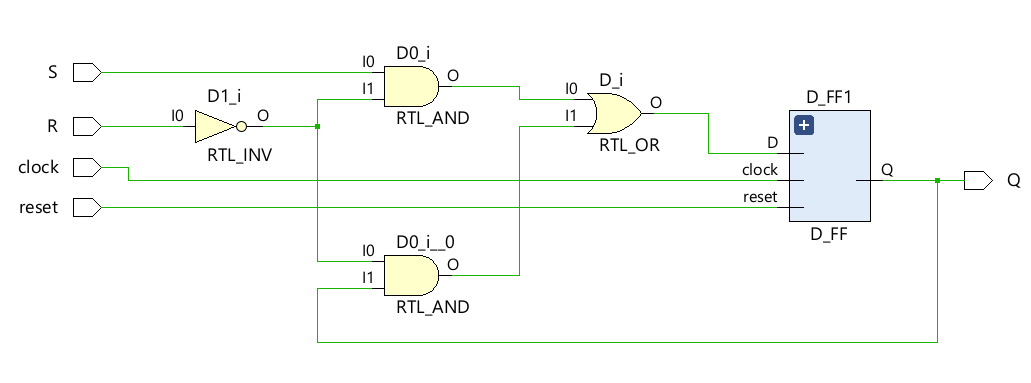 S
R
clock
reset
D1_i
I0
O
RTL_INV
D0_i
I0
I1
O
RTL_AND
D0_i__0
I0
I1
O
RTL_AND
D_i
I0
I1
O
RTL_OR
D_FF1
+
D
clock
reset
Q
D_FF
Q